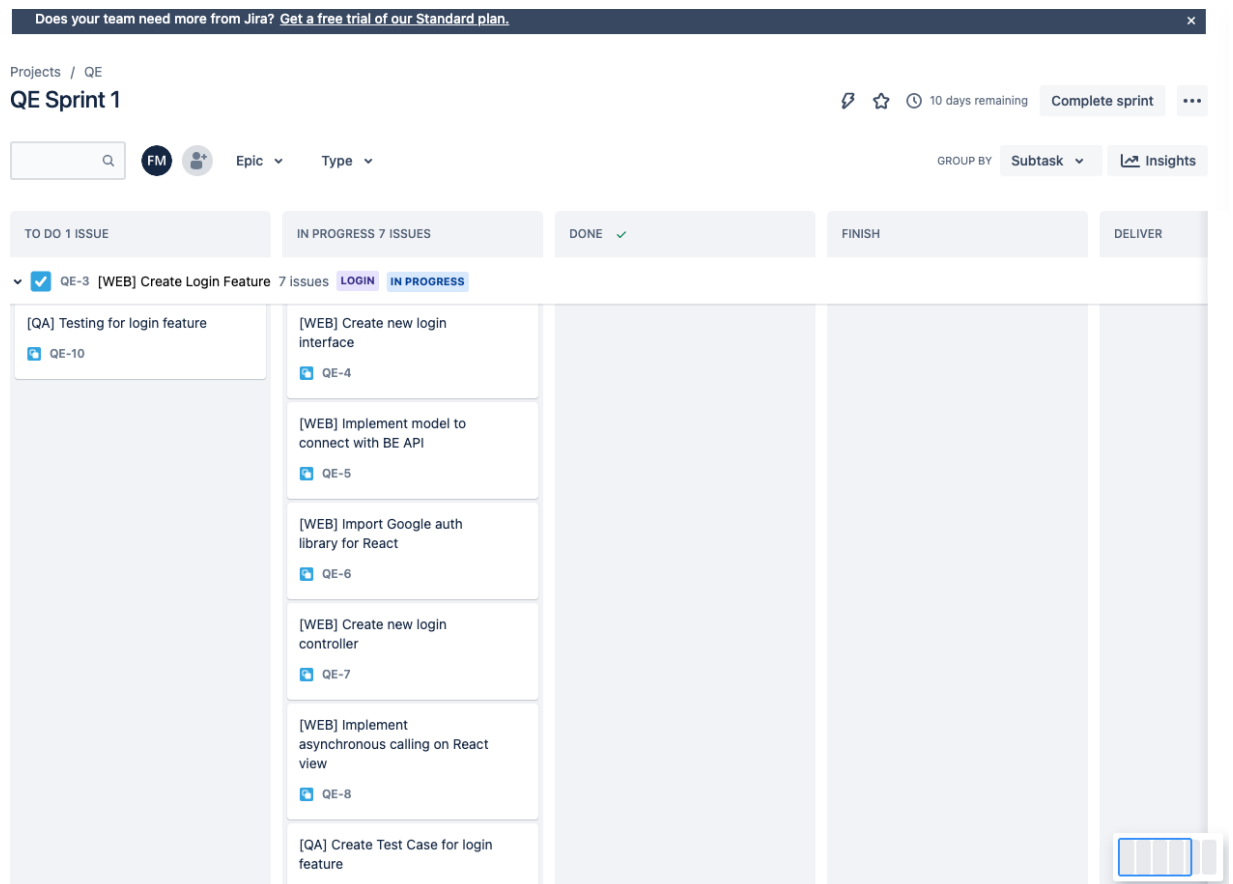 Does your team need more from Jira? Get a free trial of our Standard plan.
Projects / QE
QE Sprint 1
10 days remaining
Complete sprint
FM
Epic
Type
GROUP BY
Subtask
Insights
TO DO 1 ISSUE
IN PROGRESS 7 ISSUES
DONE
FINISH
DELIVER
QE-3 [WEB] Create Login Feature 7 issues LOGIN IN PROGRESS
[QA] Testing for login feature
QE-10
[WEB] Create new login
interface
QE-4
[WEB] Implement model to
connect with BE API
QE-5
[WEB] Import Google auth
library for React
QE-6
[WEB] Create new login
controller
QE-7
[WEB] Implement
asynchronous calling on React
view
QE-8
[QA] Create Test Case for login
feature